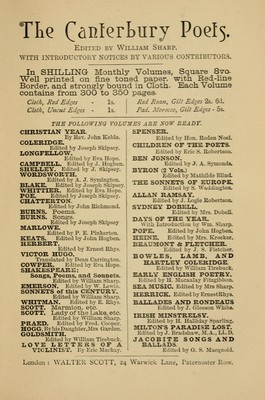 The Canterbury Poets.
EDITED BY WILLIAM SHARP.
WITH INTRODUCTORY NOTICES BY VARIOUS CONTRIBUTORS.
In SHILLING Monthly Volumes, Square 8vo.
Well printed on fine toned paper, with Red-line
Border, and strongly bound in Cloth. Each Volume
contains from 300 to 350 pages.
Cloth, Red Edges - 1s.
Cloth, Uncut Edges - 1s.
Red Roan, Gilt Edges 2s. 6d.
Pad. Morocco, Gilt Edges - 5s.
THE FOLLOWING VOLUMES ARE NOW READY.
CHRISTIAN YEAR.
By Rev. John Keble.
COLERIDGE.
Edited by Joseph Skipsey.
LONGFELLOW.
Edited by Eva Hope.
CAMPBELL. Edited by J. Hogben.
SHELLEY. Edited by J. Skipsey.
WORDSWORTH.
Edited by A. J. Symington.
BLAKE. Edited by Joseph Skipsey.
WHITTIER. Edited by Eva Hope.
POE. Edited by Joseph Skipsey.
CHATTERTON.
Edited by John Richmond.
BURNS. Poems.
BURNS. Songs.
Edited by Joseph Skipsey.
MARLOWE.
Edited by P. E. Pinkerton.
KEATS. Edited by John Hogben.
HERBERT.
Edited by Ernest Rhys.
VICTOR HUGO.
Translated by Dean Carrington.
COWPER. Edited by Eva Hope.
SHAKESPEARE:
Songs, Poems, and Sonnets.
Edited by William Sharp.
EMERSON. Edited by W. Lewin.
SONNETS of this CENTURY.
Edited by William Sharp.
WHITMAN. Edited by E. Rhys.
SCOTT. Marmion, etc.
SCOTT. Lady of the Lake, etc.
Edited by William Sharp.
PRAED. Edited by Fred. Cooper.
HOGG. By his Daughter, Mrs Garden.
GOLDSMITH.
Edited by William Tirebuck.
LOVE LETTERS OF A
VIOLINIST. By Eric Mackay.
SPENSER.
Edited by Hon. Roden Noel.
CHILDREN OF THE POETS.
Edited by Eric S. Robertson.
BEN JONSON.
Edited by J. A. Symonds.
BYRON (2 Vols.)
Edited by Mathilde Blind.
THE SONNETS OF EUROPE.
Edited by S. Waddington.
ALLAN RAMSAY.
Edited by J. Logie Robertson.
SYDNEY DOBELL.
Edited by Mrs. Dobell.
DAYS OF THE YEAR.
With Introduction by Wm. Sharp.
POPE. Edited by John Hogben.
HEINE. Edited by Mrs. Kroeker.
BEAUMONT & FLETCHER.
Edited by J. S. Fletcher.
BOWLES, LAMB, AND
HARTLEY COLERIDGE.
Edited by William Tirebuck.
EARLY ENGLISH POETRY.
Edited by H. Macaulay Fitzgibbon.
SEA MUSIC. Edited by Mrs Sharp.
HERRICK. Edited by Ernest Rhys.
BALLADES AND RONDEAUS
Edited by J. Gleeson White.
IRISH MINSTRELSY.
Edited by H. Halliday Sparling.
MILTON'S PARADISE LOST.
Edited by J. Bradshaw, M.A., LL.D.
JACOBITE SONGS AND
BALLADS.
Edited by G. S. Macquoid.
London: WALTER SCOTT, 24 Warwick Lane, Paternoster Row.